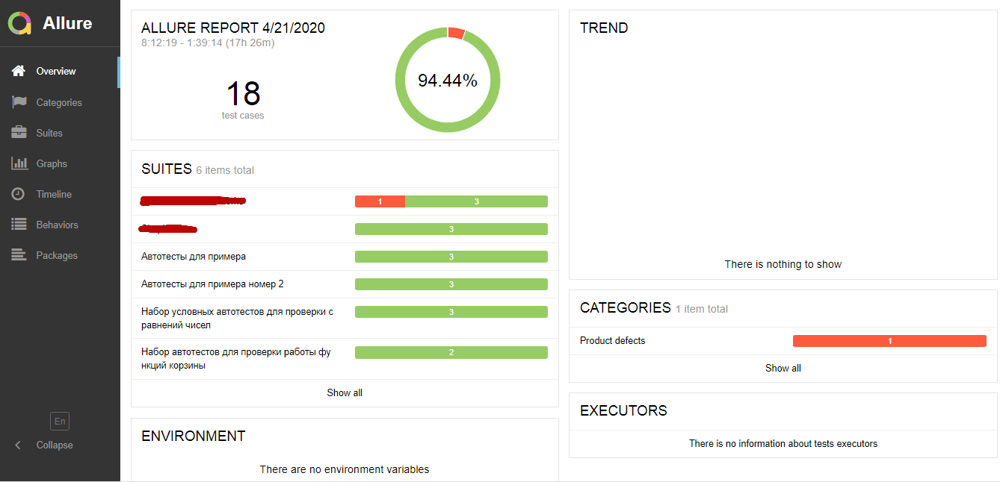 Allure
Overview
Categories
Suites
Graphs
Timeline
Behaviors
Packages
En
Collapse
ALLURE REPORT 4/21/2020
8:12:19 - 1:39:14 (17h 26m)
18
test cases
94.44%
SUITES 6 items total
1 3
3
Автотесты для примера 3
Автотесты для примера номер 2 3
Набор условных автотестов для проверки с 3
равнений чисел
Набор автотестов для проверки работы фу 2
нкций корзины
Show all
ENVIRONMENT
There are no environment variables
TREND
There is nothing to show
CATEGORIES 1 item total
Product defects 1
Show all
EXECUTORS
There is no information about tests executors